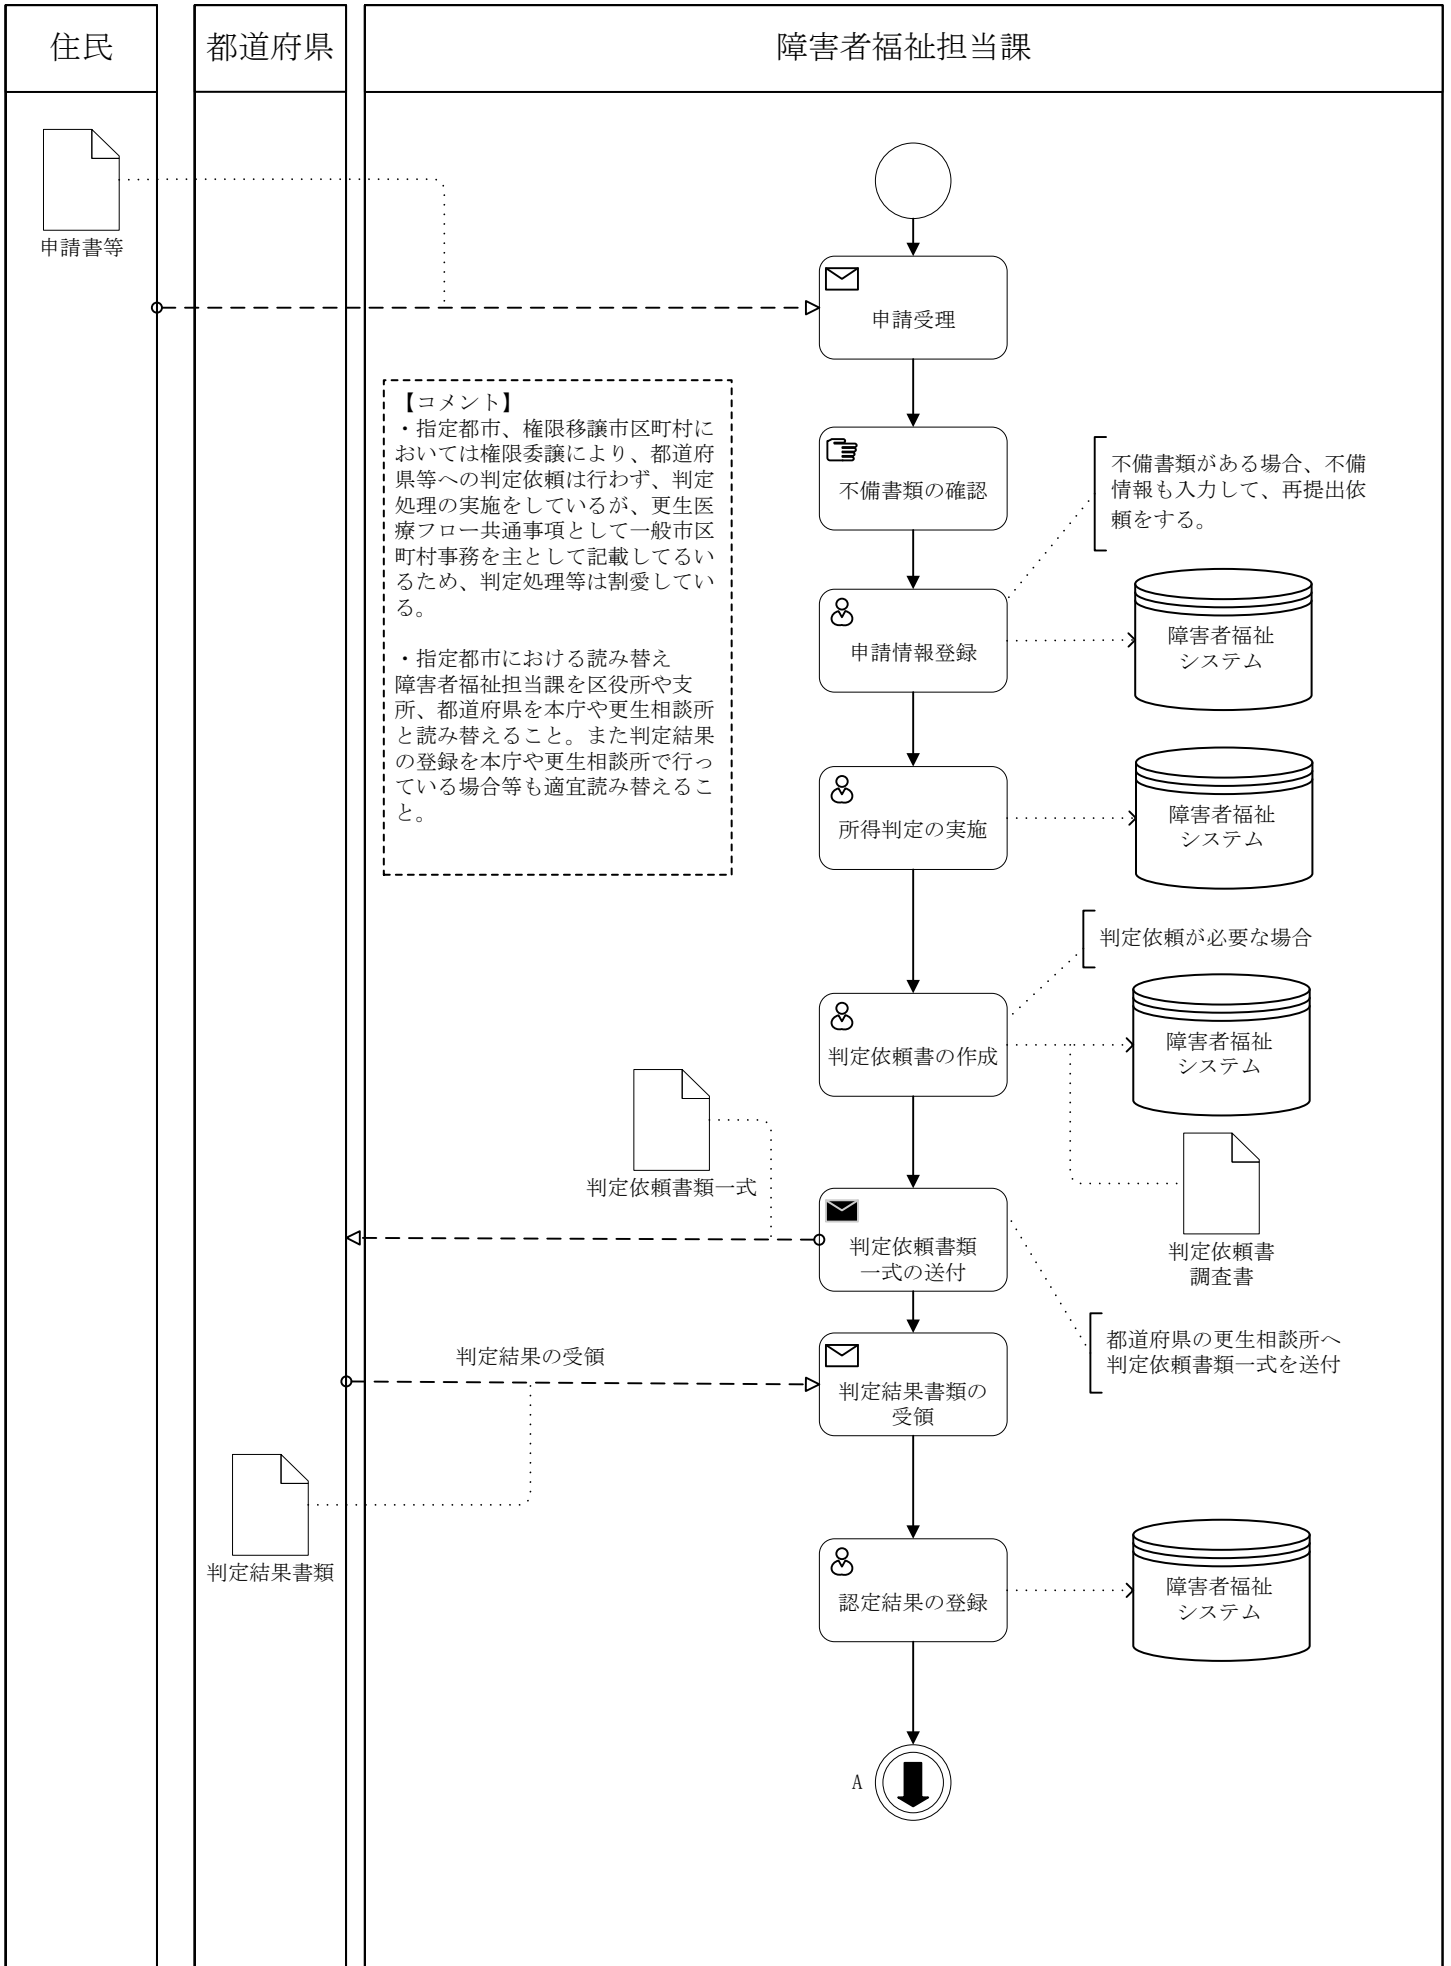 住民
都道府県
障害者福祉担当課
申請書等
申請受理
【コメント】
・指定都市、権限移譲市区町村に
おいては権限委譲により、都道府
県等への判定依頼は行わず、判定
処理の実施をしているが、更生医
療フロー共通事項として一般市区
町村事務を主として記載してるい
るため、判定処理等は割愛してい
る。
・指定都市における読み替え
障害者福祉担当課を区役所や支
所、都道府県を本庁や更生相談所
と読み替えること。また判定結果
の登録を本庁や更生相談所で行っ
ている場合等も適宜読み替えるこ
と。
不備書類の確認
不備書類がある場合、不備
情報も入力して、再提出依
頼をする。
申請情報登録
障害者福祉
システム
所得判定の実施
障害者福祉
システム
判定依頼が必要な場合
判定依頼書の作成
障害者福祉
システム
判定依頼書類一式
判定依頼書
調査書
判定依頼書類
一式の送付
都道府県の更生相談所へ
判定依頼書類一式を送付
判定結果の受領
判定結果書類の
受領
判定結果書類
認定結果の登録
障害者福祉
システム
A